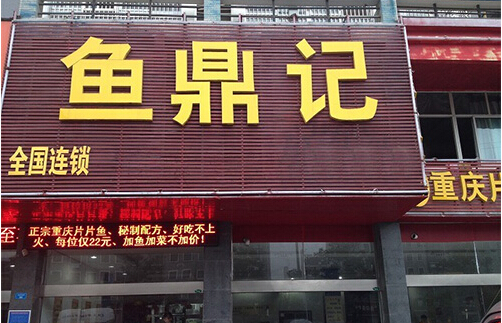 鱼鼎记
全国连锁
重庆片
至
正宗重庆片片鱼、秘制配方、好吃不上
火、每位仅22元、加鱼加菜不加价！